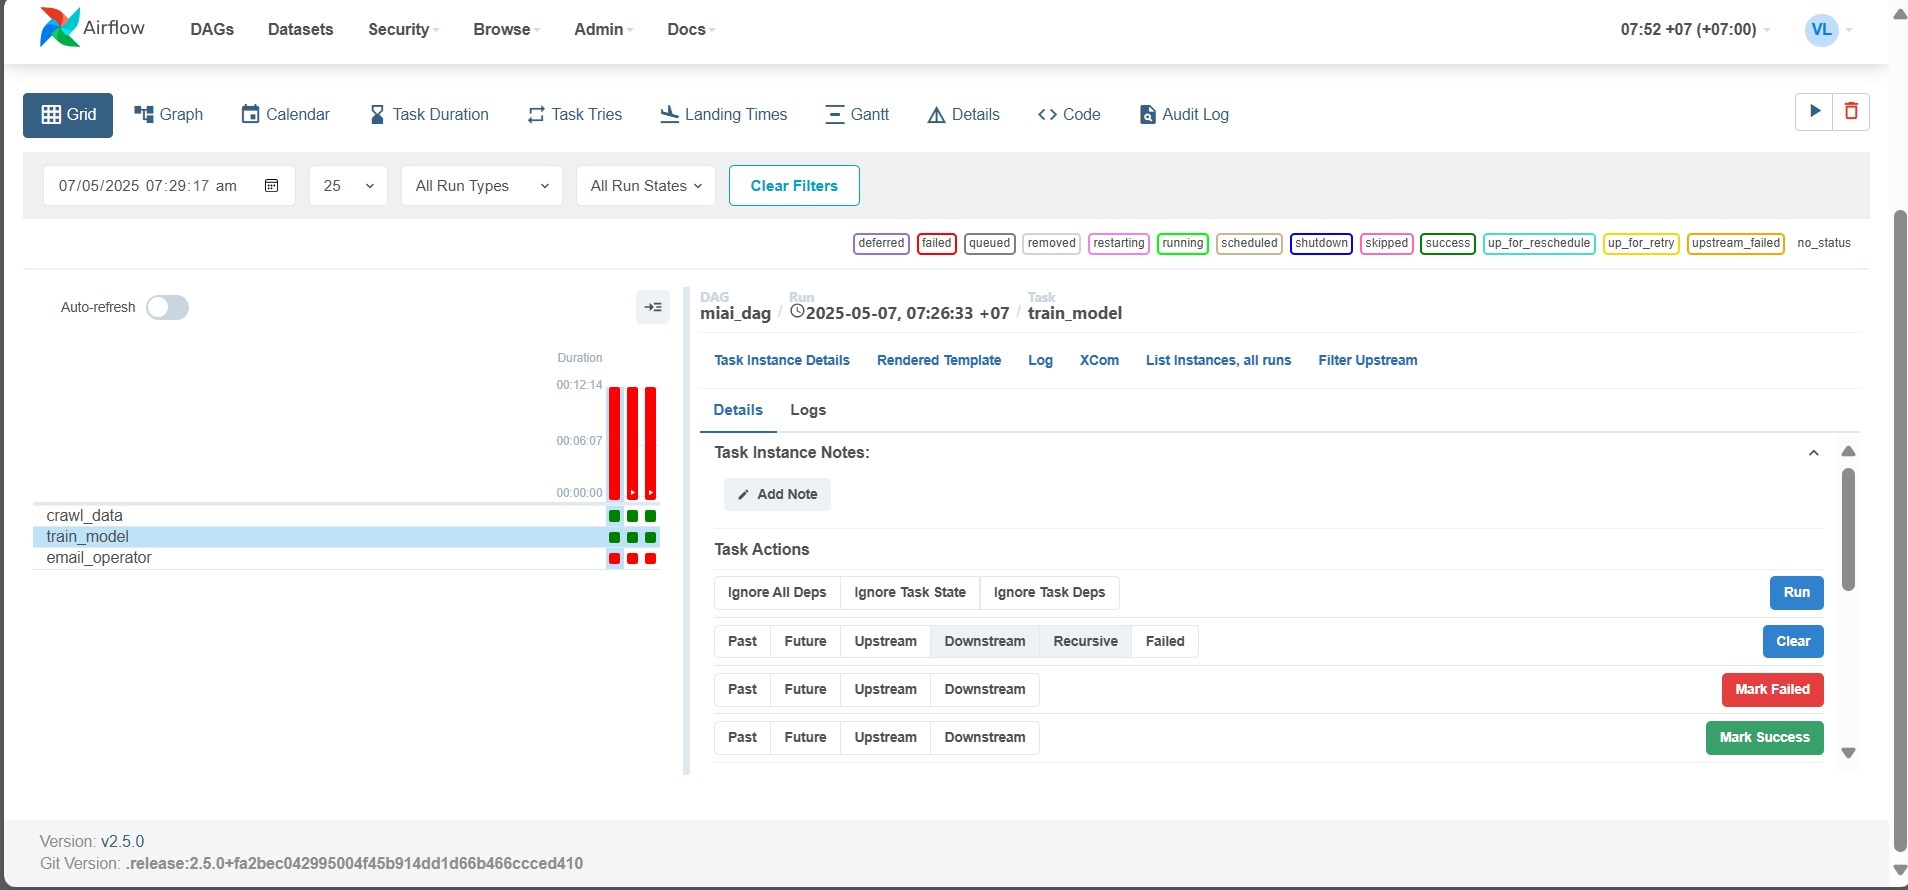 Airflow DAGs Datasets Security Browse Admin Docs 07:52 +07 (+07:00) VL
Grid Graph Calendar Task Duration Task Tries Landing Times Gantt Details Code Audit Log
07/05/2025 07:29:17 am 25 All Run Types All Run States Clear Filters
deferred failed queued removed restarting running scheduled shutdown skipped success up_for_reschedule up_for_retry upstream_failed no_status
Auto-refresh
Duration
00:12:14
00:06:07
00:00:00
crawl_data
train_model
email_operator
DAG Run Task
miai_dag / 2025-05-07, 07:26:33 +07 / train_model
Task Instance Details Rendered Template Log XCom List Instances, all runs Filter Upstream
Details Logs
Task Instance Notes:
Add Note
Task Actions
Ignore All Deps Ignore Task State Ignore Task Deps Run
Past Future Upstream Downstream Recursive Failed Clear
Past Future Upstream Downstream Mark Failed
Past Future Upstream Downstream Mark Success
Version: v2.5.0
Git Version: .release:2.5.0+fa2bec042995004f45b914dd1d66b466ccced410